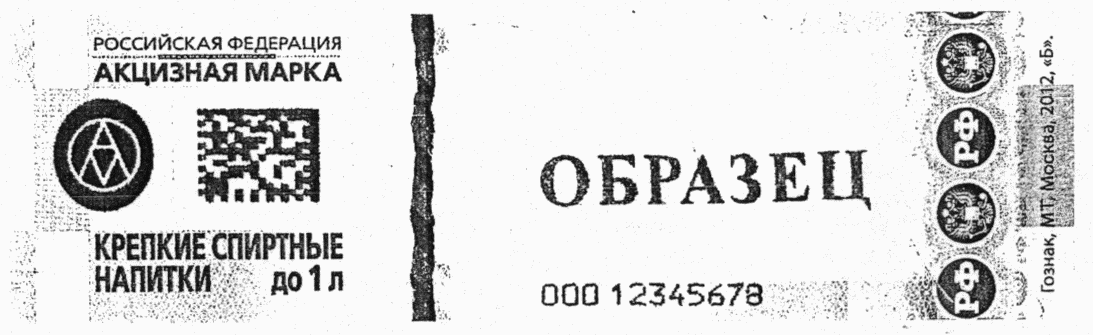 РОССИЙСКАЯ ФЕДЕРАЦИЯ
АКЦИЗНАЯ МАРКА
КРЕПКИЕ СПИРТНЫЕ
НАПИТКИ до 1 л
ОБРАЗЕЦ
000 12345678
РФ
РФ
Гознак, МТ, Москва, 2012, «Б».